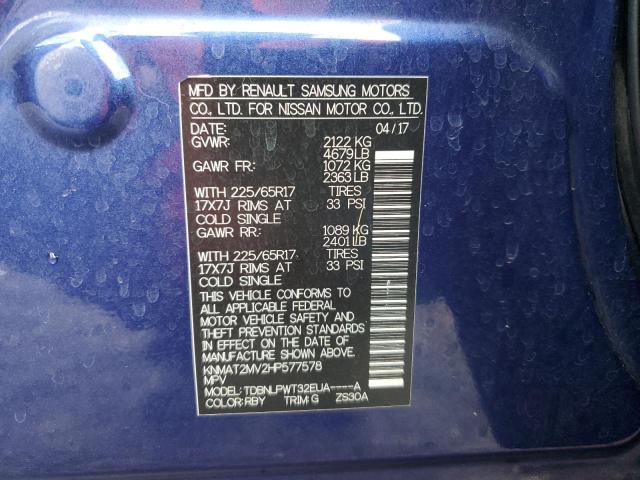 MFD BY RENAULT SAMSUNG MOTORS
CO., LTD. FOR NISSAN MOTOR CO., LTD.
DATE: 04/17
GVWR: 2122 KG
4679LB
GAWR FR: 1072 KG
2363LB
WITH 225/65R17 TIRES
17X7J RIMS AT 33 PSI
COLD SINGLE
GAWR RR: 1089 KG
2401LB
WITH 225/65R17 TIRES
17X7J RIMS AT 33 PSI
COLD SINGLE
THIS VEHICLE CONFORMS TO
ALL APPLICABLE FEDERAL
MOTOR VEHICLE SAFETY AND
THEFT PREVENTION STANDARDS
IN EFFECT ON THE DATE OF
MANUFACTURE SHOWN ABOVE.
KNMAT2MV2HP577578
MPV
MODEL: TDBNLPWT32EUA----A
COLOR: RBY TRIM: G ZS30A